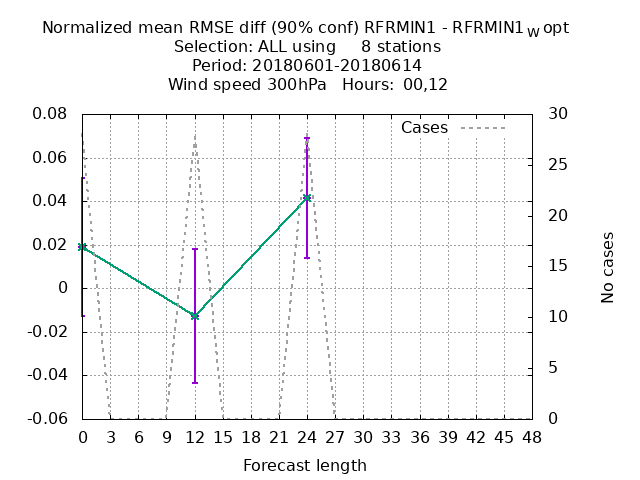 Normalized mean RMSE diff (90% conf) RFRMIN1 - RFRMIN1W opt
Selection: ALL using 8 stations
Period: 20180601-20180614
Wind speed 300hPa Hours: 00,12
Cases
0.08
0.06
0.04
0.02
0
-0.02
-0.04
-0.06
30
25
20
15
10
5
0
No cases
0 3 6 9 12 15 18 21 24 27 30 33 36 39 42 45 48
Forecast length